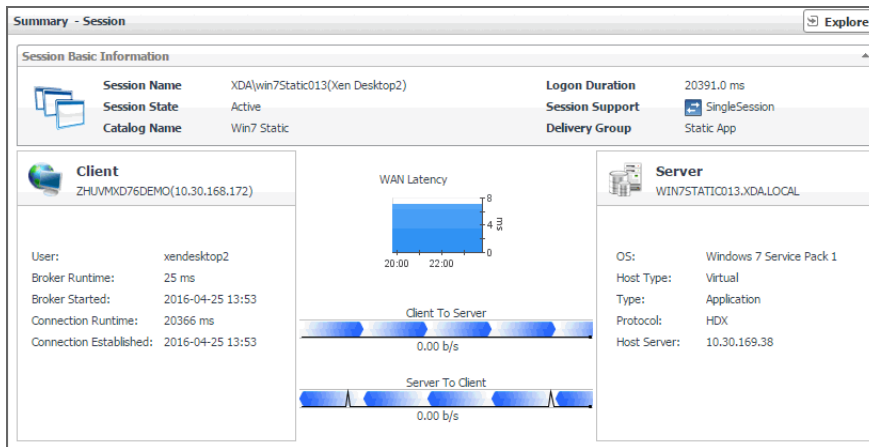 Summary - Session
Explore
Session Basic Information
Session Name XDA\win7Static013(Xen Desktop2) Logon Duration 20391.0 ms
Session State Active Session Support SingleSession
Catalog Name Win7 Static Delivery Group Static App
Client
ZHUVMXD76DEMO(10.30.168.172)
User: xendesktop2
Broker Runtime: 25 ms
Broker Started: 2016-04-25 13:53
Connection Runtime: 20366 ms
Connection Established: 2016-04-25 13:53
WAN Latency
8
4
0
ms
20:00 22:00
Client To Server
0.00 b/s
Server To Client
0.00 b/s
Server
WIN7STATIC013.XDA.LOCAL
OS: Windows 7 Service Pack 1
Host Type: Virtual
Type: Application
Protocol: HDX
Host Server: 10.30.169.38